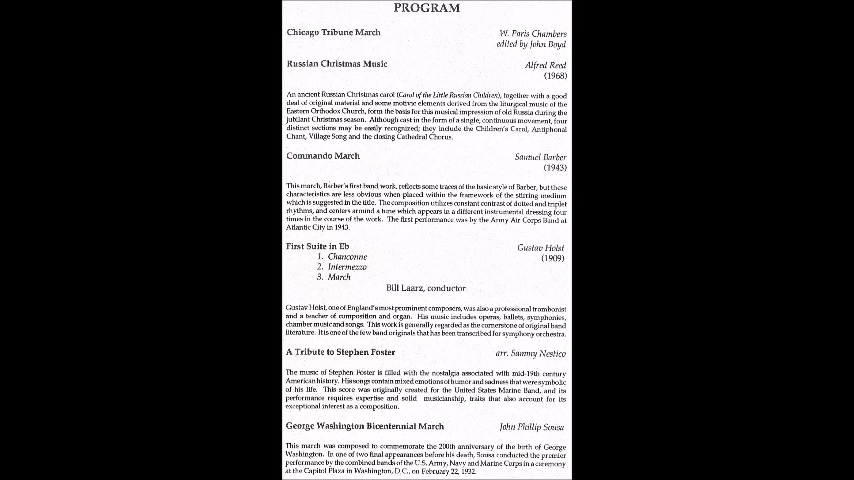 PROGRAM
Chicago Tribune March W. Paris Chambers
edited by John Boyd
Russian Christmas Music Alfred Reed
(1968)
An ancient Russian Christmas carol (Carol of the Little Russian Children), together with a good
deal of original material and some motivic elements derived from the liturgical music of the
Eastern Orthodox Church, form the basis for this musical impression of old Russia during the
jubilant Christmas season. Although cast in the form of a single, continuous movement, four
distinct sections may be easily recognized; they include the Children's Carol, Antiphonal
Chant, Village Song and the closing Cathedral Chorus.
Commando March Samuel Barber
(1943)
This march, Barber's first band work, reflects some traces of the basic style of Barber, but these
characteristics are less obvious when placed within the framework of the stirring medium
which is suggested in the title. The composition utilizes constant contrast of dotted and triplet
rhythms, and centers around a tune which appears in a different instrumental dressing four
times in the course of the work. The first performance was by the Army Air Corps Band at
Atlantic City in 1943.
First Suite in Eb Gustav Holst
1. Chanconne (1909)
2. Intermezzo
3. March
Bill Laarz, conductor
Gustav Holst, one of England's most prominent composers, was also a professional trombonist
and a teacher of composition and organ. His music includes operas, ballets, symphonies,
chamber music and songs. This work is generally regarded as the cornerstone of original band
literature. It is one of the few band originals that has been transcribed for symphony orchestra.
A Tribute to Stephen Foster arr. Sammy Nestico
The music of Stephen Foster is filled with the nostalgia associated with mid-19th century
American history. His songs contain mixed emotions of humor and sadness that were symbolic
of his life. This score was originally created for the United States Marine Band, and its
performance requires expertise and solid musicianship, traits that also account for its
exceptional interest as a composition.
George Washington Bicentennial March John Phillip Sousa
This march was composed to commemorate the 200th anniversary of the birth of George
Washington. In one of two final appearances before his death, Sousa conducted the premier
performance by the combined bands of the U.S. Army, Navy and Marine Corps in a ceremony
at the Capitol Plaza in Washington, D.C., on February 22, 1932.